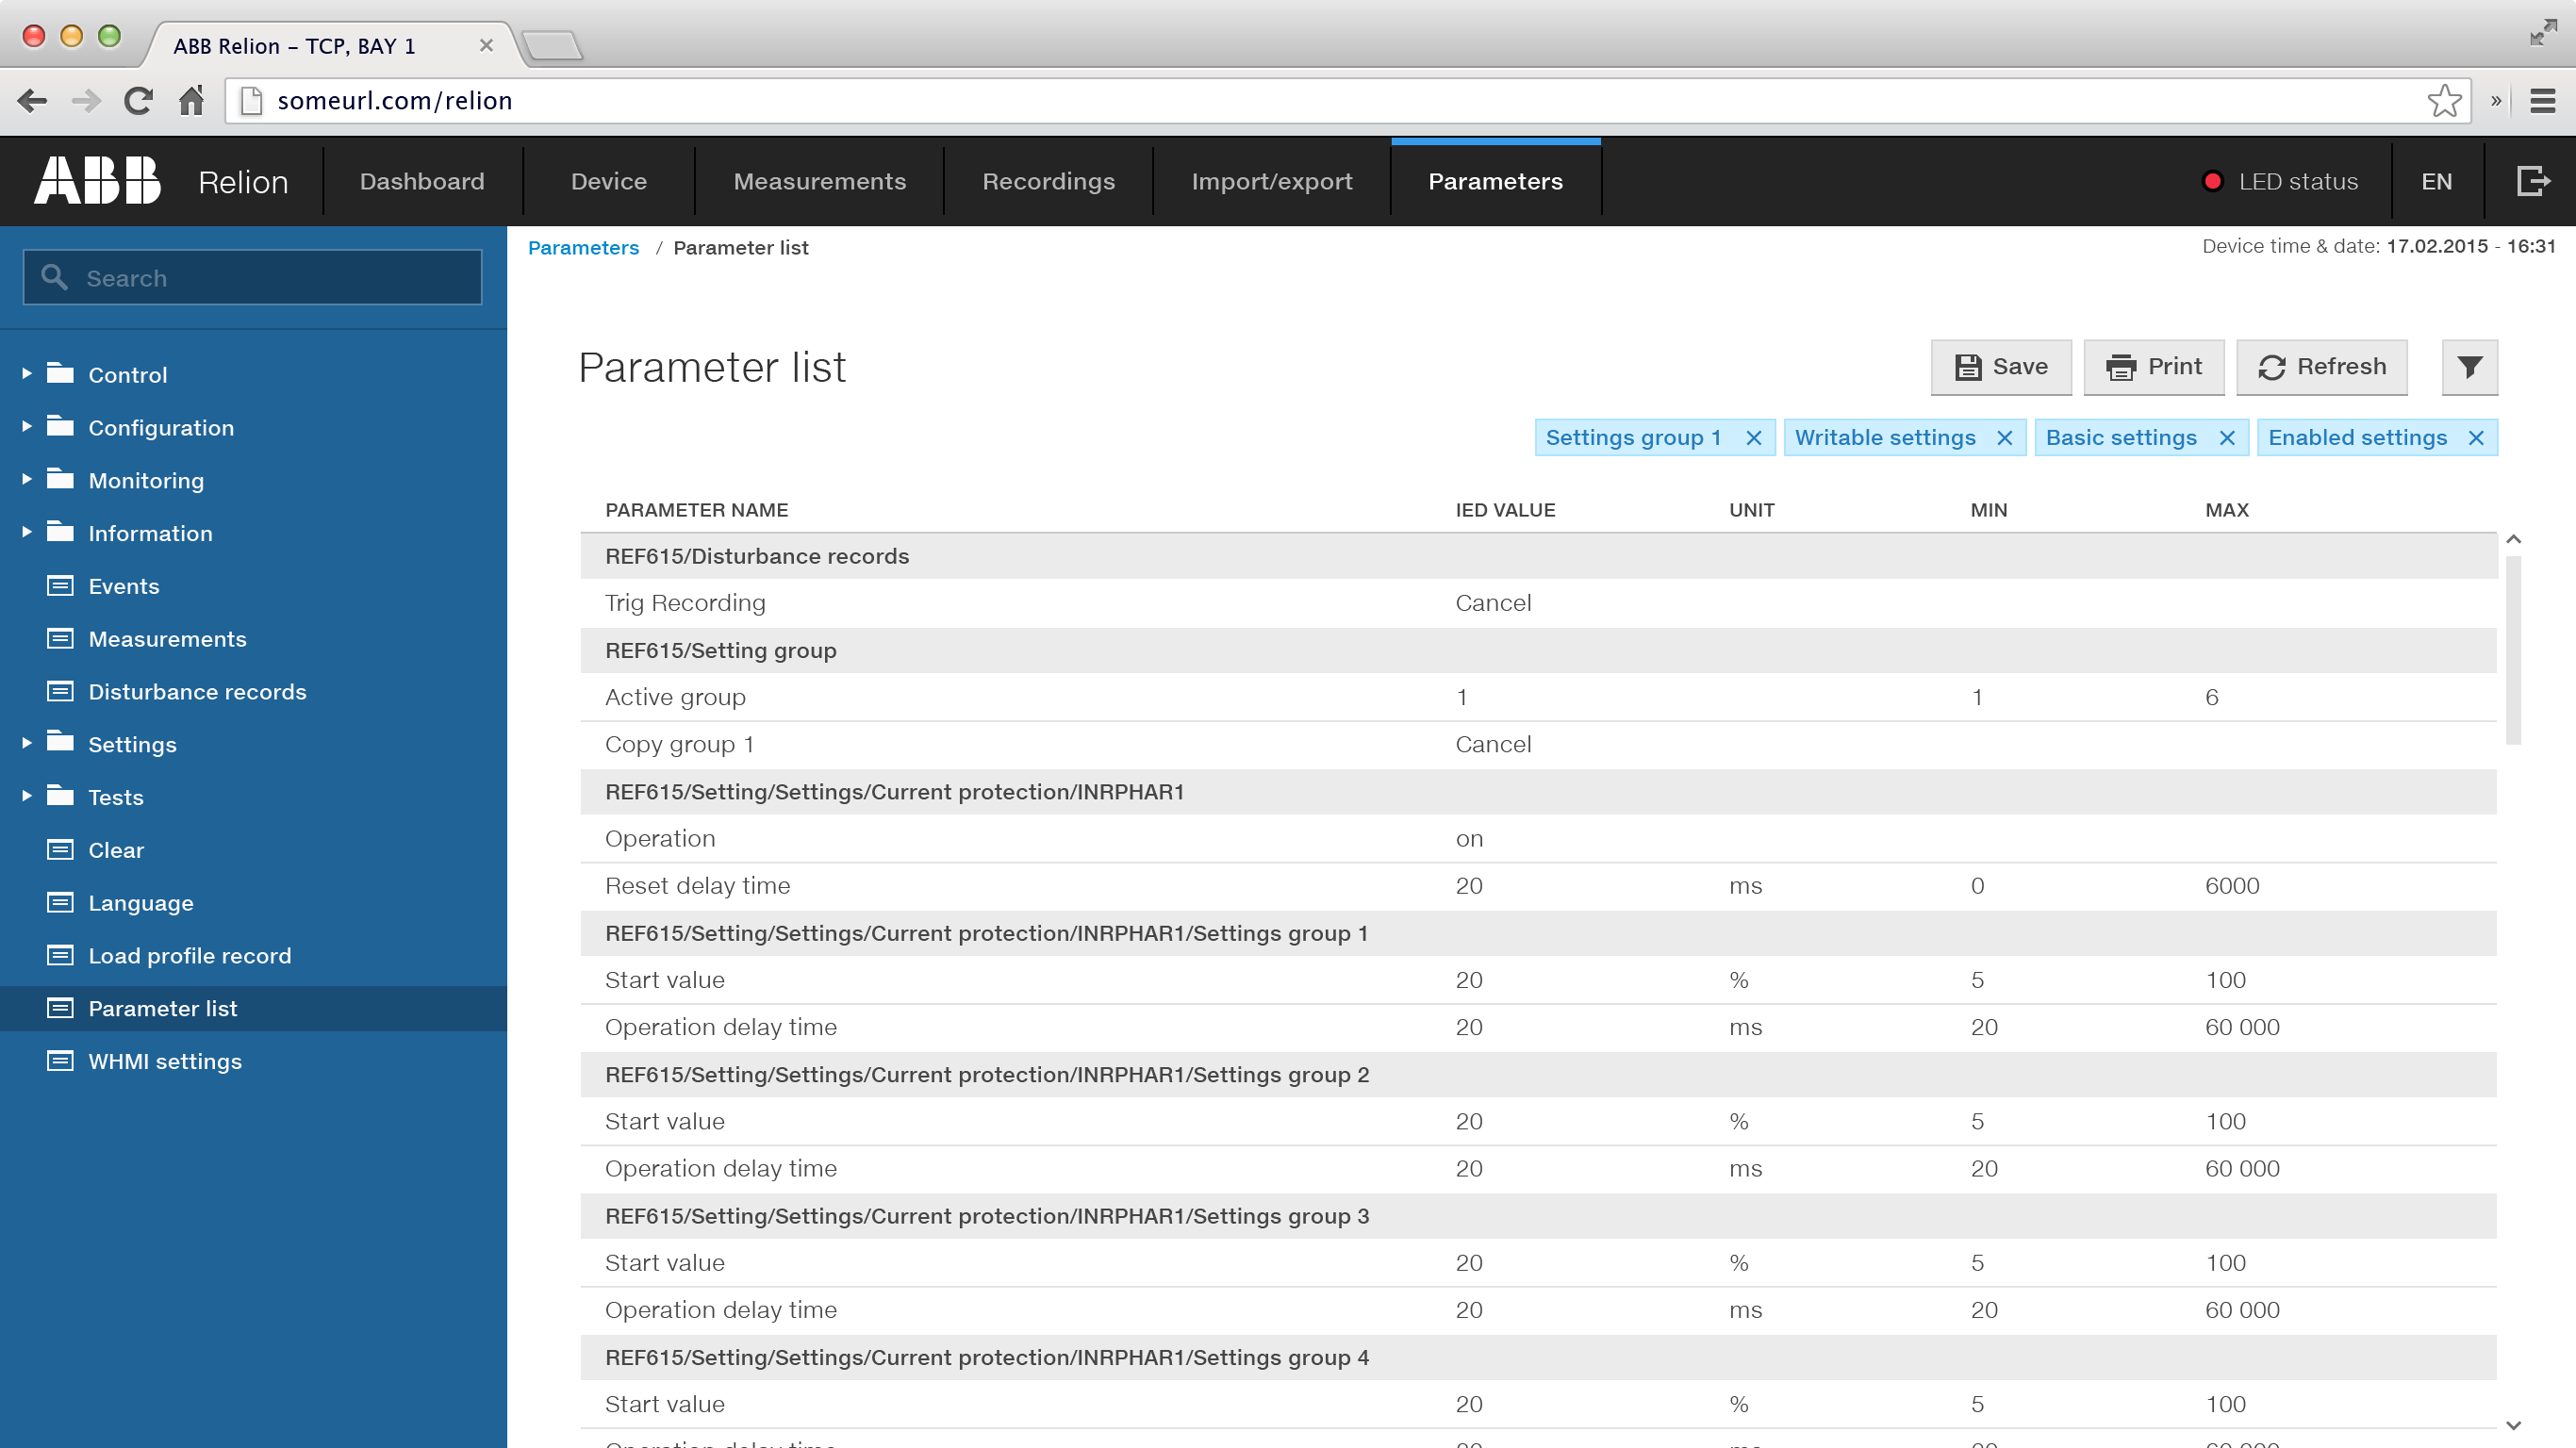 ABB Relion – TCP, BAY 1
someurl.com/relion
ABB Relion Dashboard Device Measurements Recordings Import/export Parameters LED status EN
Search
Control
Configuration
Monitoring
Information
Events
Measurements
Disturbance records
Settings
Tests
Clear
Language
Load profile record
Parameter list
WHMI settings
Parameters / Parameter list
Device time & date: 17.02.2015 - 16:31
Parameter list
Save Print Refresh
Settings group 1 Writable settings Basic settings Enabled settings
PARAMETER NAME IED VALUE UNIT MIN MAX
REF615/Disturbance records
Trig Recording Cancel
REF615/Setting group
Active group 1 1 6
Copy group 1 Cancel
REF615/Setting/Settings/Current protection/INRPHAR1
Operation on
Reset delay time 20 ms 0 6000
REF615/Setting/Settings/Current protection/INRPHAR1/Settings group 1
Start value 20 % 5 100
Operation delay time 20 ms 20 60 000
REF615/Setting/Settings/Current protection/INRPHAR1/Settings group 2
Start value 20 % 5 100
Operation delay time 20 ms 20 60 000
REF615/Setting/Settings/Current protection/INRPHAR1/Settings group 3
Start value 20 % 5 100
Operation delay time 20 ms 20 60 000
REF615/Setting/Settings/Current protection/INRPHAR1/Settings group 4
Start value 20 % 5 100